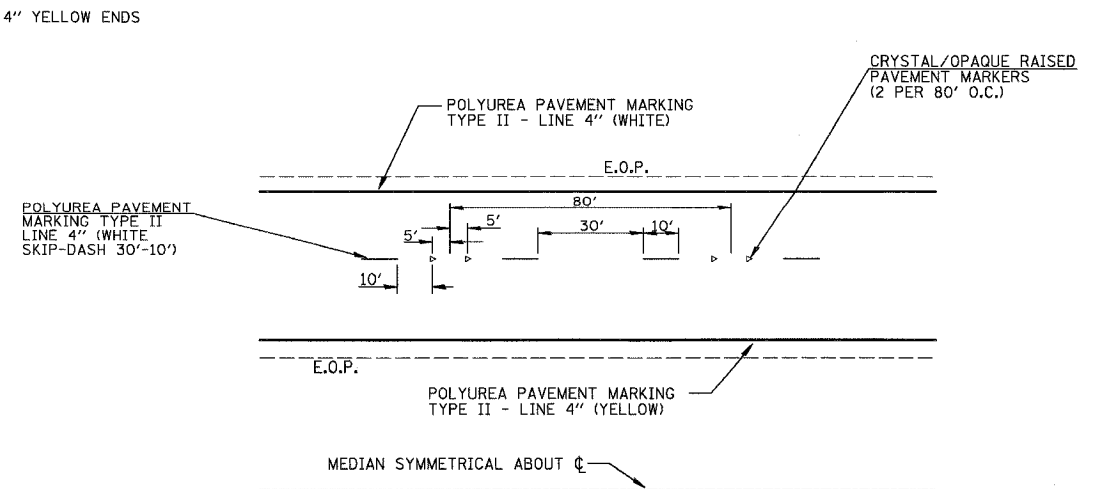 4" YELLOW ENDS
CRYSTAL/OPAQUE RAISED
PAVEMENT MARKERS
(2 PER 80' O.C.)
POLYUREA PAVEMENT MARKING
TYPE II - LINE 4" (WHITE)
E.O.P.
POLYUREA PAVEMENT
MARKING TYPE II
LINE 4" (WHITE
SKIP-DASH 30'-10')
80'
5'
5'
30'
10'
10'
E.O.P.
POLYUREA PAVEMENT MARKING
TYPE II - LINE 4" (YELLOW)
MEDIAN SYMMETRICAL ABOUT ℄